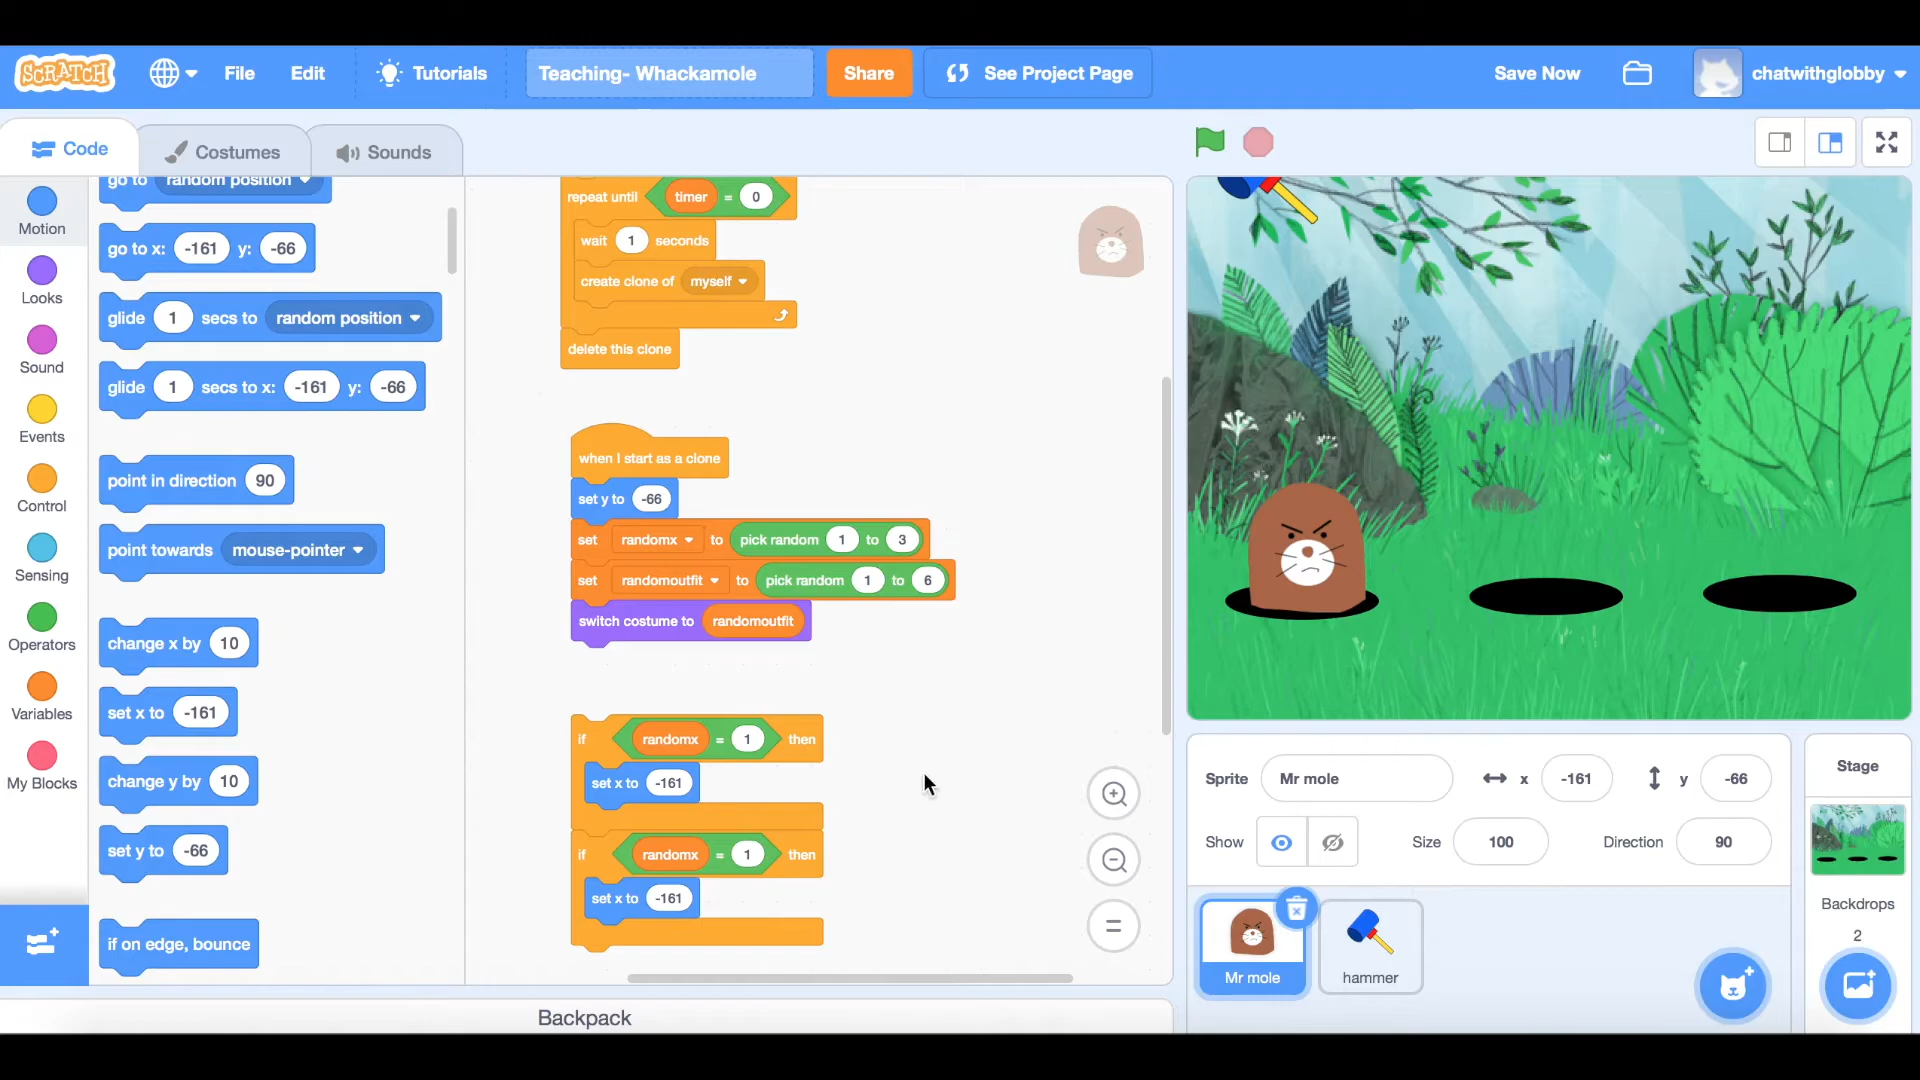 SCRATCH File Edit Tutorials Teaching- Whackamole Share See Project Page Save Now chatwithglobby
Code Costumes Sounds
Motion
Looks
Sound
Events
Control
Sensing
Operators
Variables
My Blocks
go to random position
go to x: -161 y: -66
glide 1 secs to random position
glide 1 secs to x: -161 y: -66
point in direction 90
point towards mouse-pointer
change x by 10
set x to -161
change y by 10
set y to -66
if on edge, bounce
repeat until timer = 0
wait 1 seconds
create clone of myself
delete this clone
when I start as a clone
set y to -66
set randomx to pick random 1 to 3
set randomoutfit to pick random 1 to 6
switch costume to randomoutfit
if randomx = 1 then
set x to -161
if randomx = 1 then
set x to -161
Backpack
Sprite Mr mole x -161 y -66
Show Size 100 Direction 90
Mr mole hammer
Stage
Backdrops
2